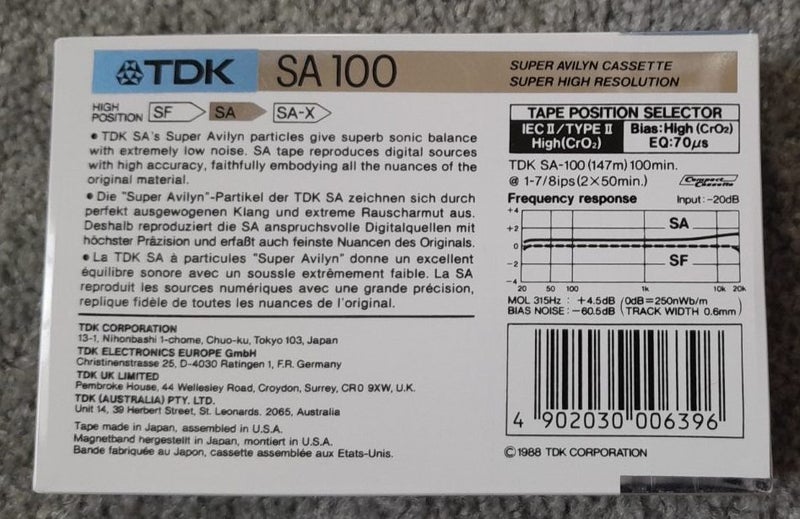 TDK SA 100
SUPER AVILYN CASSETTE
SUPER HIGH RESOLUTION
HIGH POSITION SF SA SA-X
• TDK SA's Super Avilyn particles give superb sonic balance
with extremely low noise. SA tape reproduces digital sources
with high accuracy, faithfully embodying all the nuances of
the original material.
• Die "Super Avilyn"-Partikel der TDK SA zeichnen sich durch
perfekt ausgewogenen Klang und extreme Rauscharmut aus.
Deshalb reproduziert die SA anspruchsvolle Digitalquellen mit
höchster Präzision und erfaßt auch feinste Nuancen des Originals.
• La TDK SA à particules "Super Avilyn" donne un excellent
équilibre sonore avec un soussle extrêmement faible. La SA
reproduit les sources numériques avec une grande précision,
replique fidèle de toutes les nuances de l'original.
TDK CORPORATION
13-1, Nihonbashi 1-chome, Chuo-ku, Tokyo 103, Japan
TDK ELECTRONICS EUROPE GmbH
Christinenstrasse 25, D-4030 Ratingen 1, F.R. Germany
TDK UK LIMITED
Pembroke House, 44 Wellesley Road, Croydon, Surrey, CR0 9XW, U.K.
TDK (AUSTRALIA) PTY. LTD.
Unit 14, 39 Herbert Street, St. Leonards. 2065, Australia
Tape made in Japan, assembled in U.S.A.
Magnetband hergestellt in Japan, montiert in U.S.A.
Bande fabriquée au Japon, cassette assemblée aux Etats-Unis.
TAPE POSITION SELECTOR
IEC II/TYPE II Bias:High (CrO₂)
High(CrO₂) EQ:70μs
TDK SA-100 (147m) 100min.
@ 1-7/8ips (2×50min.) Compact Cassette
Frequency response Input:-20dB
+4
+2
0
-2
-4
SA
SF
20 50 100 1k 10k 20k
MOL 315Hz: +4.5dB (0dB=250nWb/m
BIAS NOISE: -60.5dB (TRACK WIDTH 0.6mm)
4 902030 006396
©1988 TDK CORPORATION